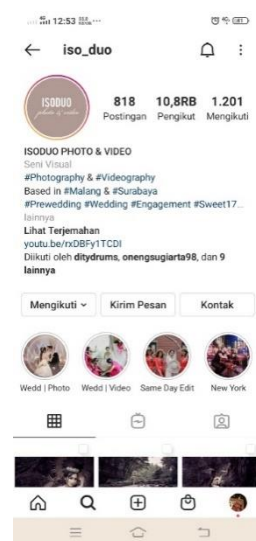 12:53
iso_duo
ISODUO
photo & video
818 10,8RB 1.201
Postingan Pengikut Mengikuti
ISODUO PHOTO & VIDEO
Seni Visual
#Photography & #Videography
Based in #Malang & #Surabaya
#Prewedding #Wedding #Engagement #Sweet17...
lainnya
Lihat Terjemahan
youtu.be/rxDBFy1TCDI
Diikuti oleh ditydrums, onengsugiarta98, dan 9
lainnya
Mengikuti Kirim Pesan Kontak
Wedd | Photo Wedd | Video Same Day Edit New York